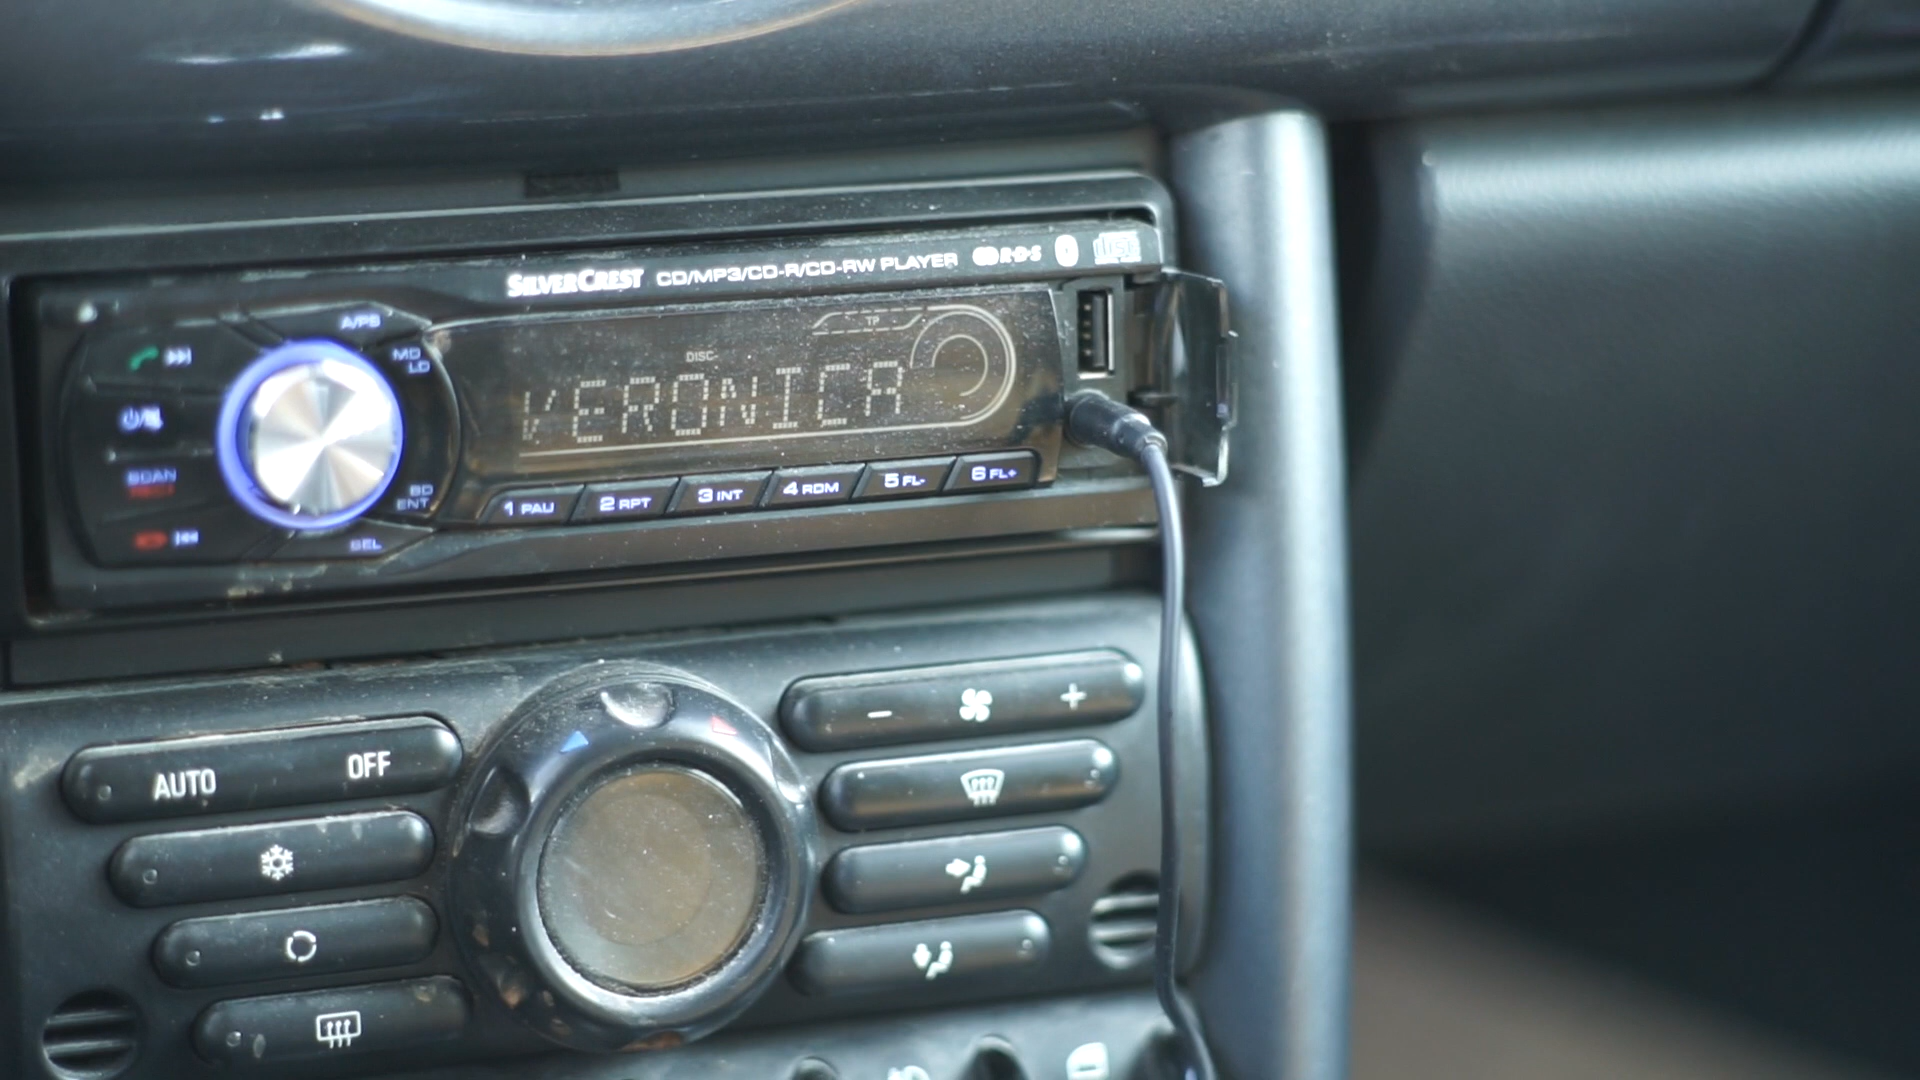 SILVERCREST CD/MP3/CD-R/CD-RW PLAYER R·D·S disc
A/PS
TP
MD
LD
DISC-
VERONICA
SCAN
BD
ENT
1 PAU 2 RPT 3 INT 4 RDM 5 FL- 6 FL+
SEL
AUTO OFF